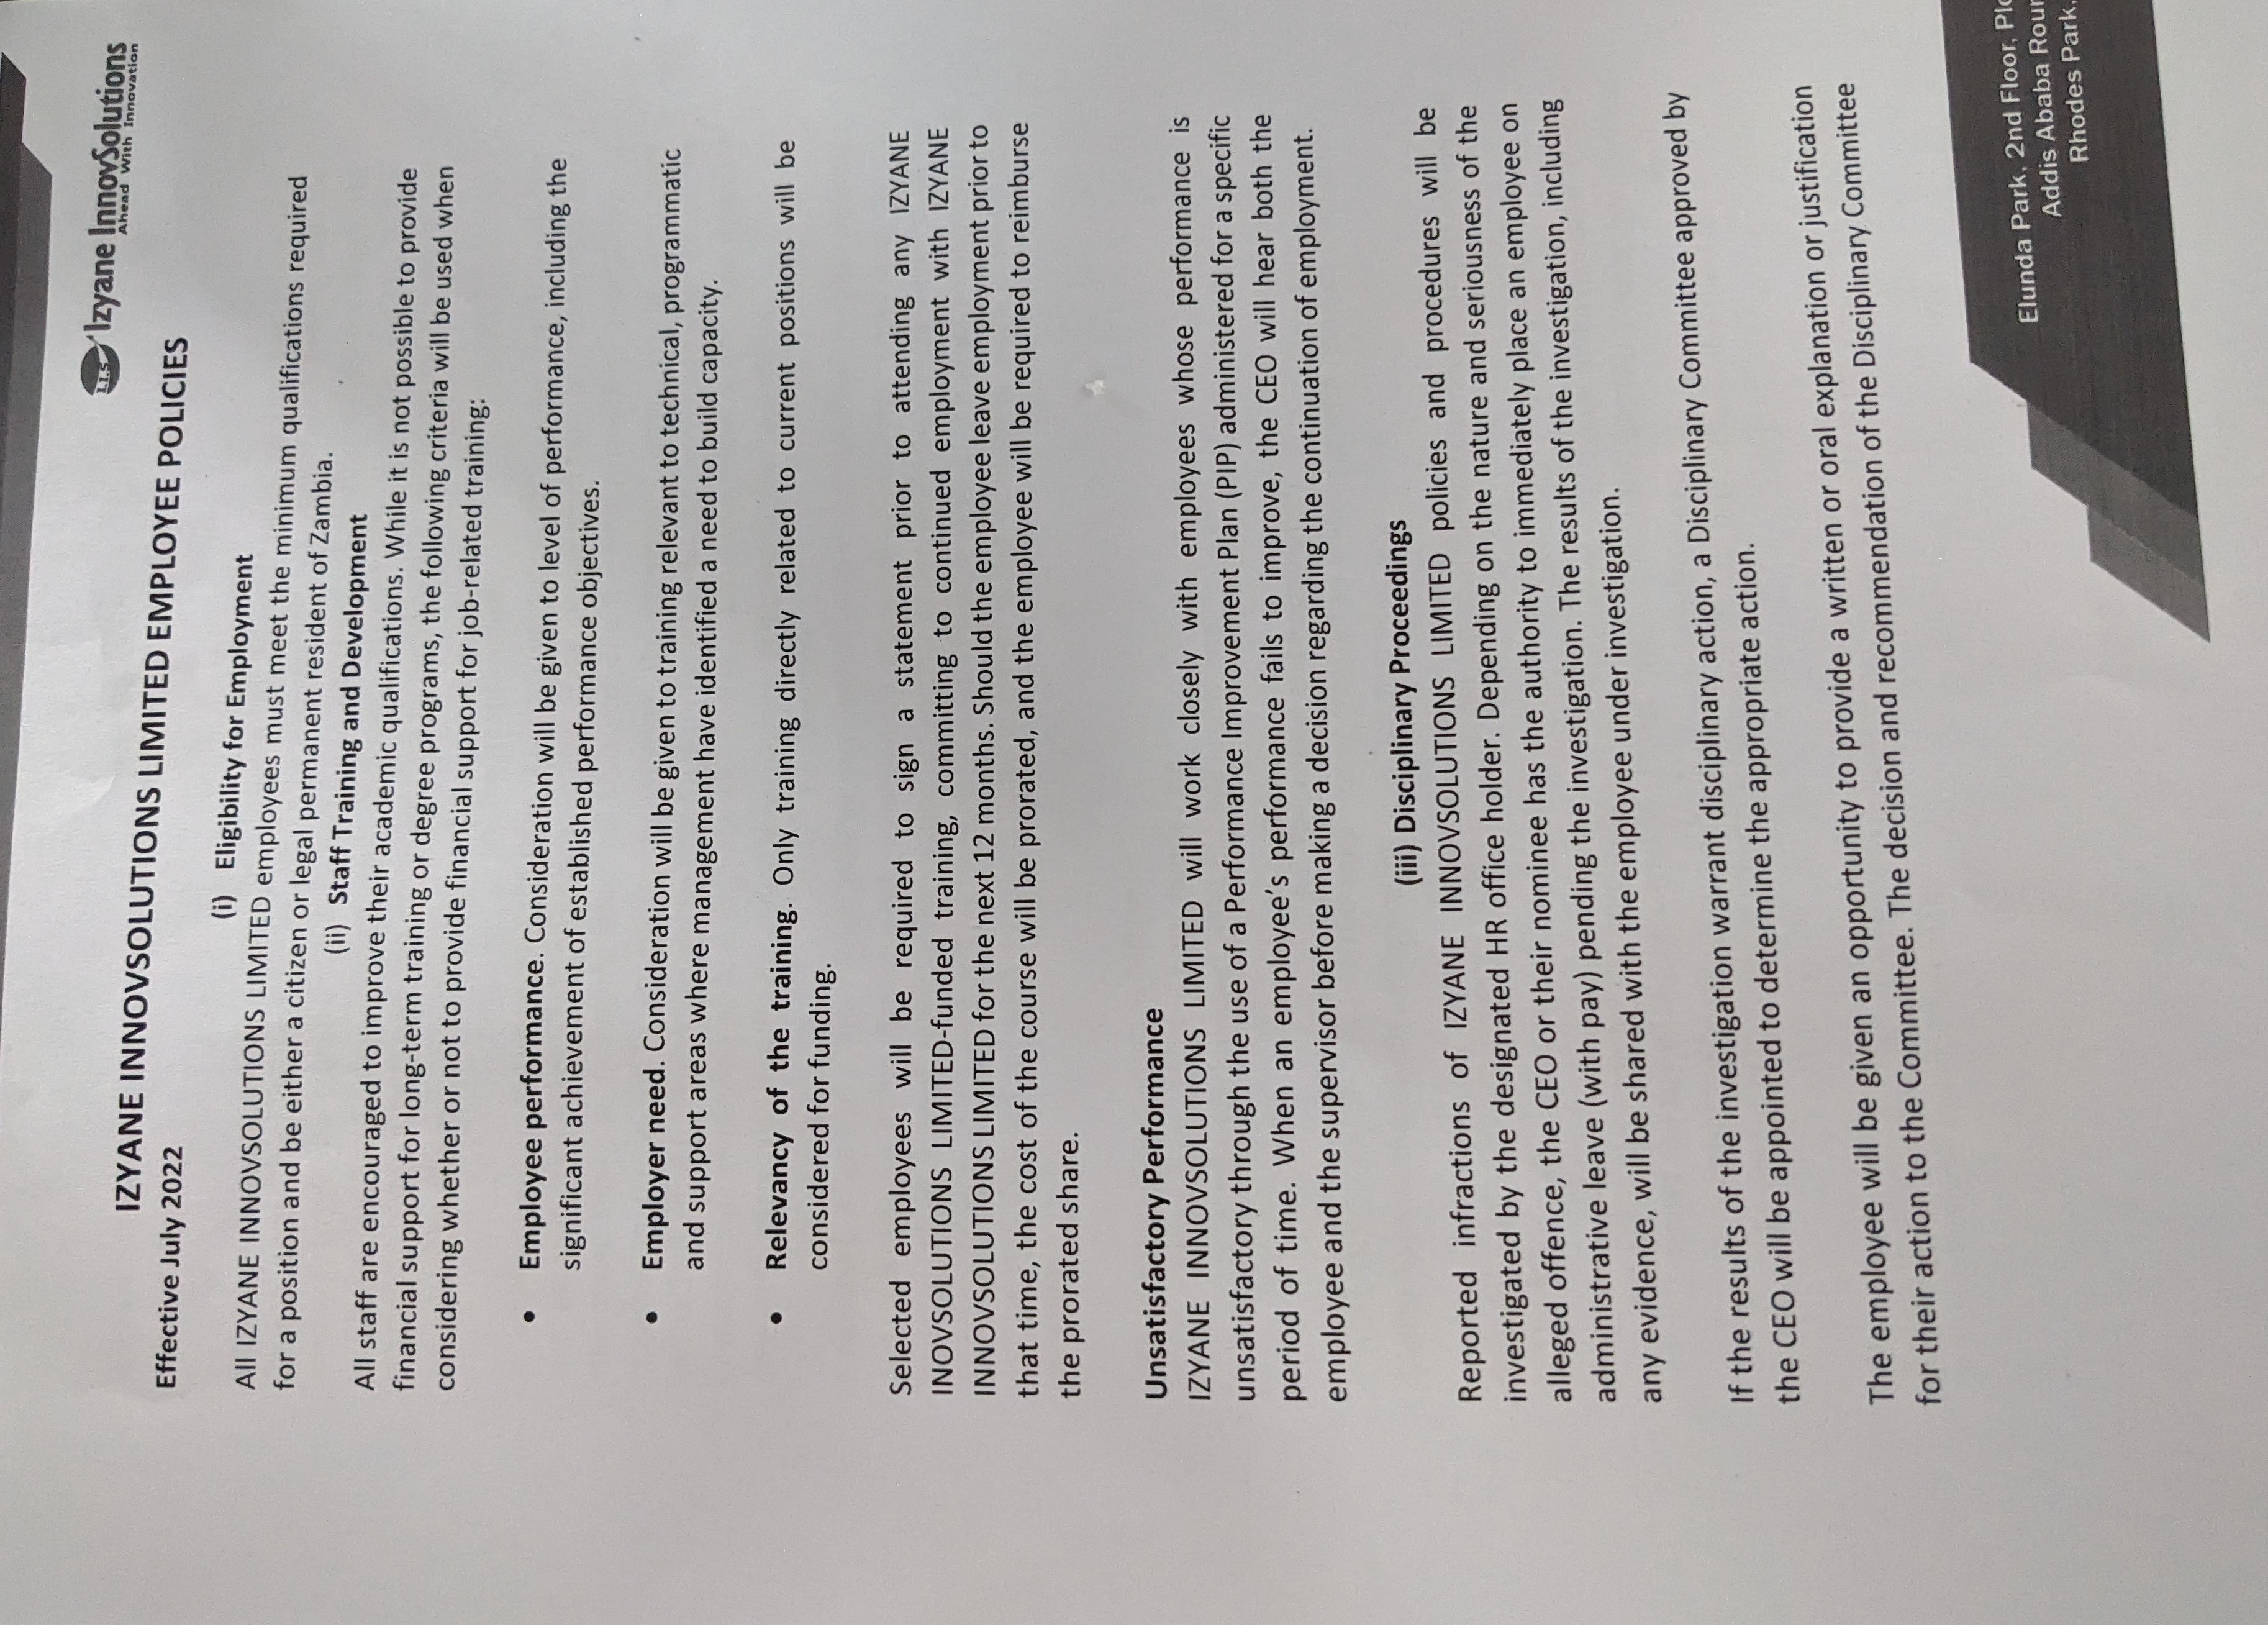 I.I.S Izyane InnovSolutions
Ahead With Innovation
IZYANE INNOVSOLUTIONS LIMITED EMPLOYEE POLICIES
Effective July 2022
(i) Eligibility for Employment
All IZYANE INNOVSOLUTIONS LIMITED employees must meet the minimum qualifications required
for a position and be either a citizen or legal permanent resident of Zambia.
(ii) Staff Training and Development
All staff are encouraged to improve their academic qualifications. While it is not possible to provide
financial support for long-term training or degree programs, the following criteria will be used when
considering whether or not to provide financial support for job-related training:
• Employee performance. Consideration will be given to level of performance, including the
significant achievement of established performance objectives.
• Employer need. Consideration will be given to training relevant to technical, programmatic
and support areas where management have identified a need to build capacity.
• Relevancy of the training. Only training directly related to current positions will be
considered for funding.
Selected employees will be required to sign a statement prior to attending any IZYANE
INOVSOLUTIONS LIMITED-funded training, committing to continued employment with IZYANE
INNOVSOLUTIONS LIMITED for the next 12 months. Should the employee leave employment prior to
that time, the cost of the course will be prorated, and the employee will be required to reimburse
the prorated share.
Unsatisfactory Performance
IZYANE INNOVSOLUTIONS LIMITED will work closely with employees whose performance is
unsatisfactory through the use of a Performance Improvement Plan (PIP) administered for a specific
period of time. When an employee’s performance fails to improve, the CEO will hear both the
employee and the supervisor before making a decision regarding the continuation of employment.
(iii) Disciplinary Proceedings
Reported infractions of IZYANE INNOVSOLUTIONS LIMITED policies and procedures will be
investigated by the designated HR office holder. Depending on the nature and seriousness of the
alleged offence, the CEO or their nominee has the authority to immediately place an employee on
administrative leave (with pay) pending the investigation. The results of the investigation, including
any evidence, will be shared with the employee under investigation.
If the results of the investigation warrant disciplinary action, a Disciplinary Committee approved by
the CEO will be appointed to determine the appropriate action.
The employee will be given an opportunity to provide a written or oral explanation or justification
for their action to the Committee. The decision and recommendation of the Disciplinary Committee
Elunda Park, 2nd Floor,
Addis Ababa
Rhodes Park,